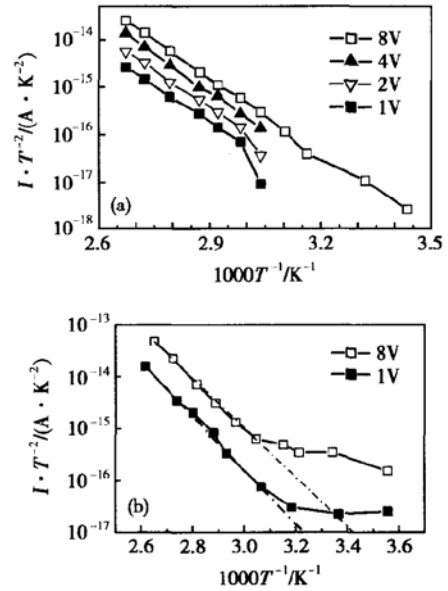 10⁻¹⁴
10⁻¹⁵
10⁻¹⁶
10⁻¹⁷
10⁻¹⁸
I · T⁻²/(A · K⁻²)
8V
4V
2V
1V
(a)
2.6 2.9 3.2 3.5
1000T⁻¹/K⁻¹
10⁻¹³
10⁻¹⁴
10⁻¹⁵
10⁻¹⁶
10⁻¹⁷
I · T⁻²/(A · K⁻²)
8V
1V
(b)
2.6 2.8 3.0 3.2 3.4 3.6
1000T⁻¹/K⁻¹